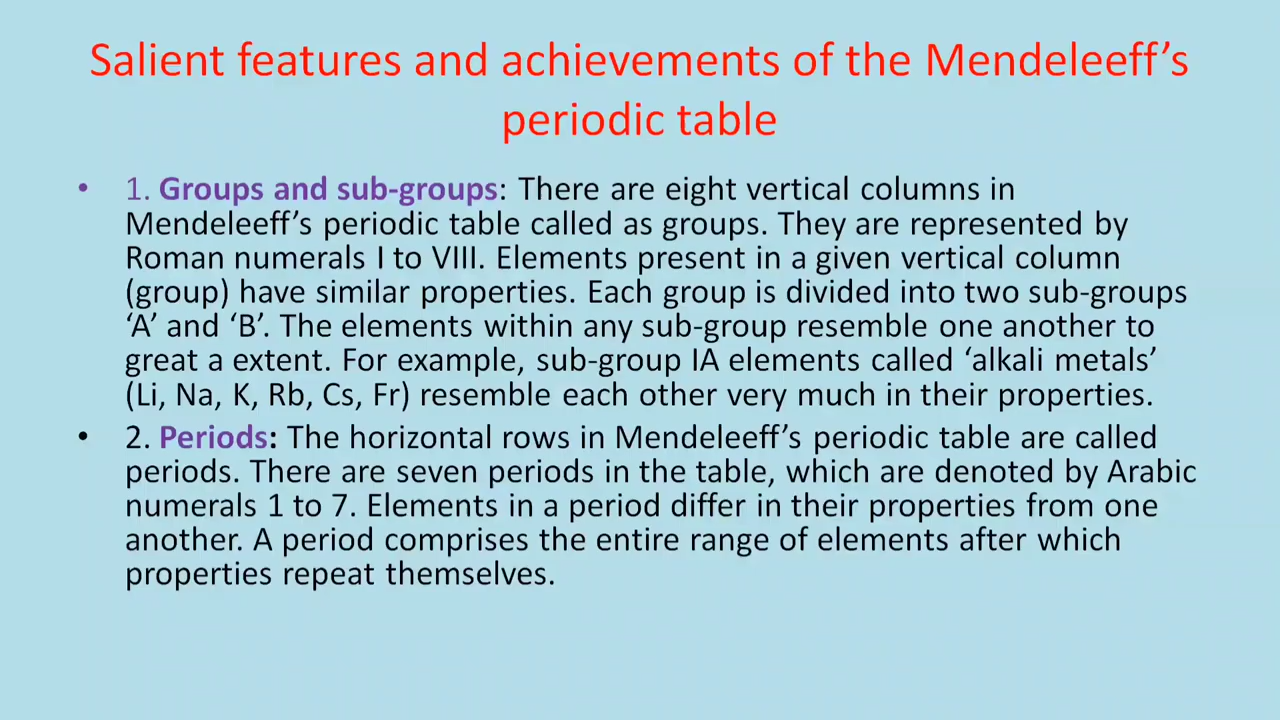 Salient features and achievements of the Mendeleeff’s
periodic table
• 1. Groups and sub-groups: There are eight vertical columns in
Mendeleeff’s periodic table called as groups. They are represented by
Roman numerals I to VIII. Elements present in a given vertical column
(group) have similar properties. Each group is divided into two sub-groups
‘A’ and ‘B’. The elements within any sub-group resemble one another to
great a extent. For example, sub-group IA elements called ‘alkali metals’
(Li, Na, K, Rb, Cs, Fr) resemble each other very much in their properties.
• 2. Periods: The horizontal rows in Mendeleeff’s periodic table are called
periods. There are seven periods in the table, which are denoted by Arabic
numerals 1 to 7. Elements in a period differ in their properties from one
another. A period comprises the entire range of elements after which
properties repeat themselves.